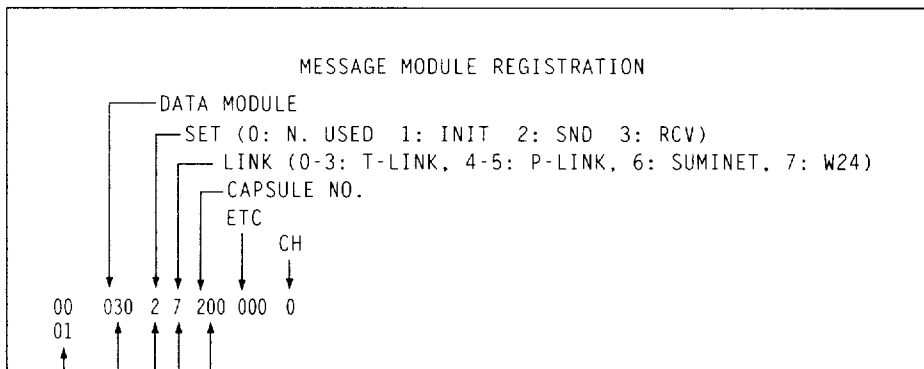 MESSAGE MODULE REGISTRATION
DATA MODULE
SET (0: N. USED 1: INIT 2: SND 3: RCV)
LINK (0-3: T-LINK, 4-5: P-LINK, 6: SUMINET, 7: W24)
CAPSULE NO.
ETC
CH
00 030 2 7 200 000 0
01